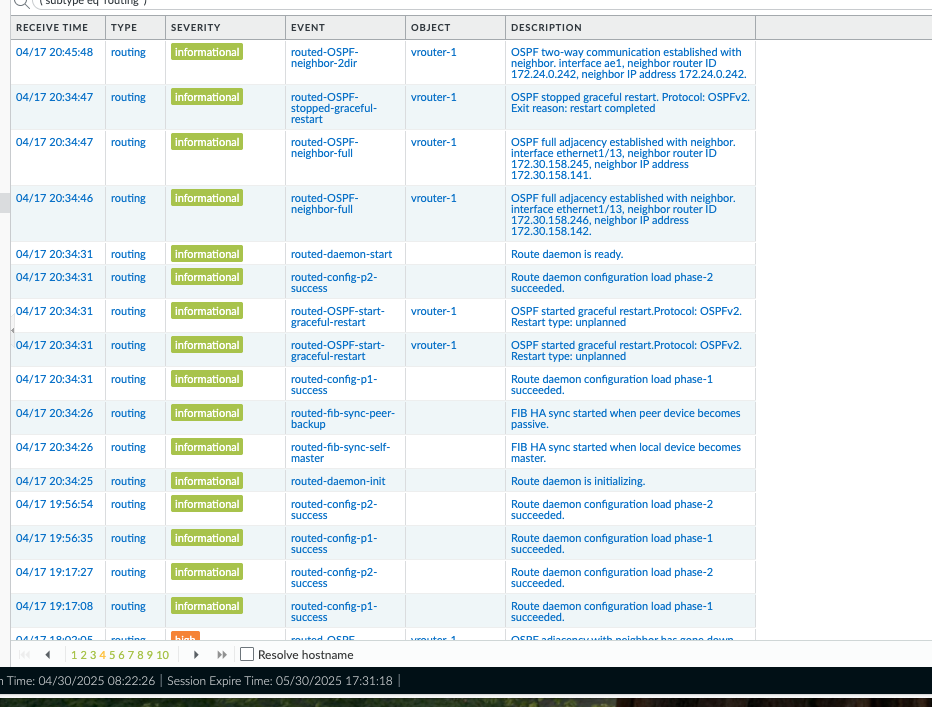 ( subtype eq 'routing' )
RECEIVE TIME TYPE SEVERITY EVENT OBJECT DESCRIPTION
04/17 20:45:48 routing informational routed-OSPF-neighbor-2dir vrouter-1 OSPF two-way communication established with
neighbor. interface ae1, neighbor router ID
172.24.0.242, neighbor IP address 172.24.0.242.
04/17 20:34:47 routing informational routed-OSPF-stopped-graceful-restart vrouter-1 OSPF stopped graceful restart. Protocol: OSPFv2.
Exit reason: restart completed
04/17 20:34:47 routing informational routed-OSPF-neighbor-full vrouter-1 OSPF full adjacency established with neighbor.
interface ethernet1/13, neighbor router ID
172.30.158.245, neighbor IP address
172.30.158.141.
04/17 20:34:46 routing informational routed-OSPF-neighbor-full vrouter-1 OSPF full adjacency established with neighbor.
interface ethernet1/13, neighbor router ID
172.30.158.246, neighbor IP address
172.30.158.142.
04/17 20:34:31 routing informational routed-daemon-start Route daemon is ready.
04/17 20:34:31 routing informational routed-config-p2-success Route daemon configuration load phase-2
succeeded.
04/17 20:34:31 routing informational routed-OSPF-start-graceful-restart vrouter-1 OSPF started graceful restart.Protocol: OSPFv2.
Restart type: unplanned
04/17 20:34:31 routing informational routed-OSPF-start-graceful-restart vrouter-1 OSPF started graceful restart.Protocol: OSPFv2.
Restart type: unplanned
04/17 20:34:31 routing informational routed-config-p1-success Route daemon configuration load phase-1
succeeded.
04/17 20:34:26 routing informational routed-fib-sync-peer-backup FIB HA sync started when peer device becomes
passive.
04/17 20:34:26 routing informational routed-fib-sync-self-master FIB HA sync started when local device becomes
master.
04/17 20:34:25 routing informational routed-daemon-init Route daemon is initializing.
04/17 19:56:54 routing informational routed-config-p2-success Route daemon configuration load phase-2
succeeded.
04/17 19:56:35 routing informational routed-config-p1-success Route daemon configuration load phase-1
succeeded.
04/17 19:17:27 routing informational routed-config-p2-success Route daemon configuration load phase-2
succeeded.
04/17 19:17:08 routing informational routed-config-p1-success Route daemon configuration load phase-1
succeeded.
04/17 18:02:05 routing high routed-OSPF- vrouter-1 OSPF adjacency with neighbor has gone down.
1 2 3 4 5 6 7 8 9 10 Resolve hostname
n Time: 04/30/2025 08:22:26 | Session Expire Time: 05/30/2025 17:31:18 |